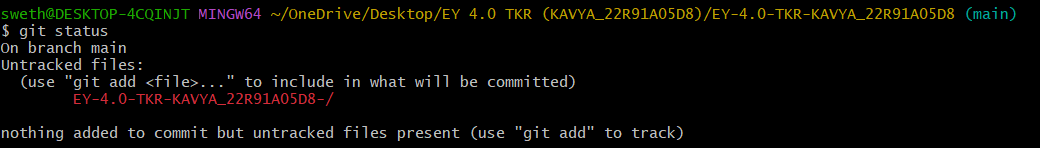 sweth@DESKTOP-4CQINJT MINGW64 ~/OneDrive/Desktop/EY 4.0 TKR (KAVYA_22R91A05D8)/EY-4.0-TKR-KAVYA_22R91A05D8 (main)
$ git status
On branch main
Untracked files:
  (use "git add <file>..." to include in what will be committed)
        EY-4.0-TKR-KAVYA_22R91A05D8-/

nothing added to commit but untracked files present (use "git add" to track)